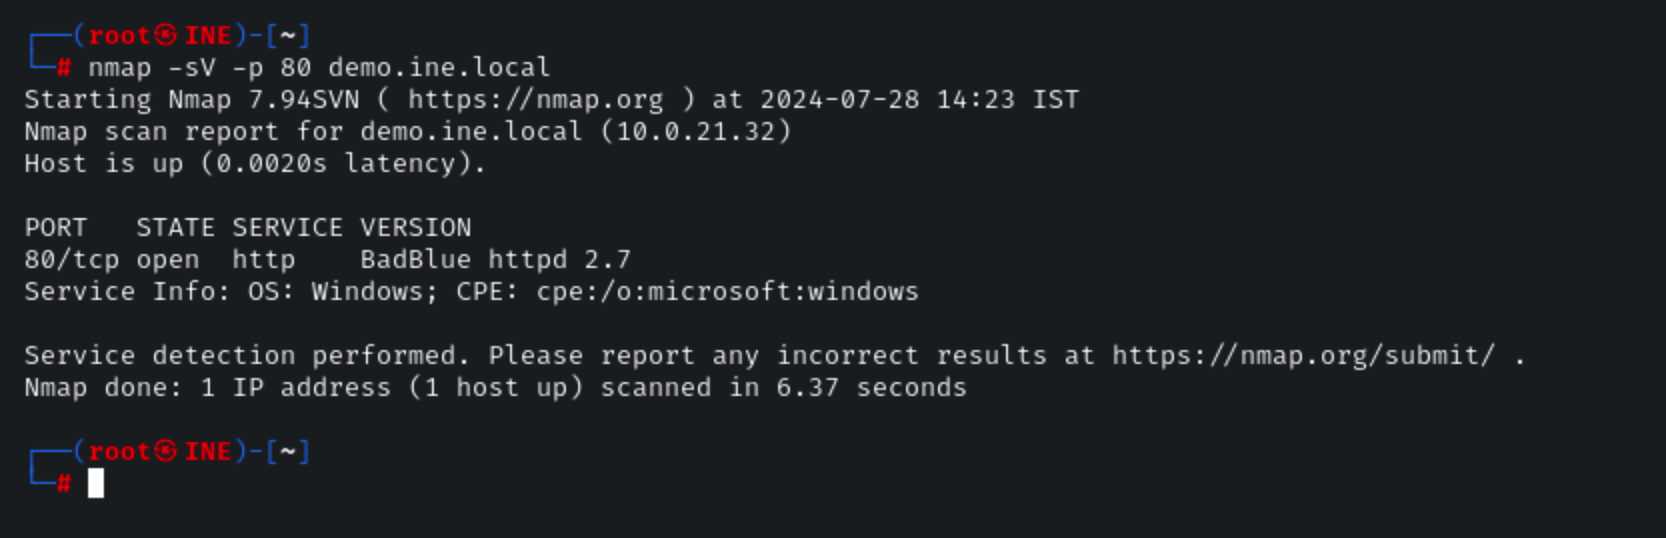 ┌──(root㉿INE)-[~]
└─# nmap -sV -p 80 demo.ine.local
Starting Nmap 7.94SVN ( https://nmap.org ) at 2024-07-28 14:23 IST
Nmap scan report for demo.ine.local (10.0.21.32)
Host is up (0.0020s latency).
PORT   STATE SERVICE VERSION
80/tcp open  http    BadBlue httpd 2.7
Service Info: OS: Windows; CPE: cpe:/o:microsoft:windows
Service detection performed. Please report any incorrect results at https://nmap.org/submit/ .
Nmap done: 1 IP address (1 host up) scanned in 6.37 seconds
┌──(root㉿INE)-[~]
└─#